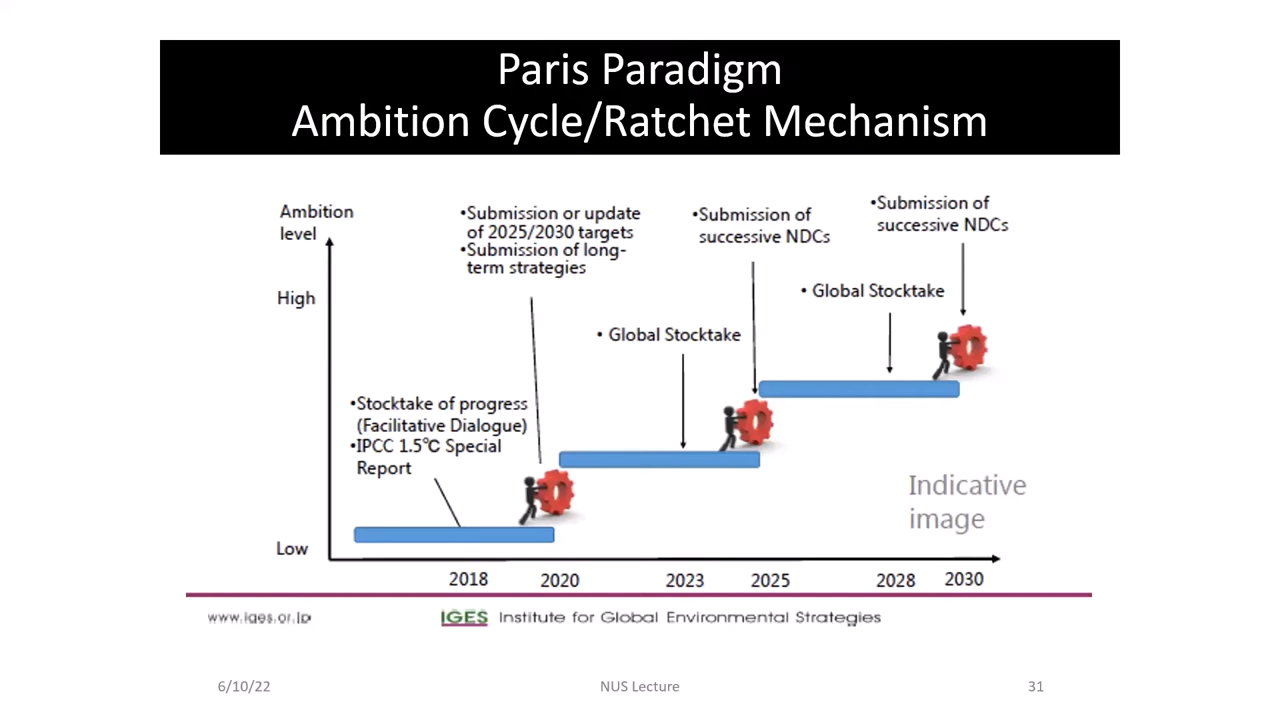 Paris Paradigm
Ambition Cycle/Ratchet Mechanism
Ambition
level
High
Low
•Submission or update
of 2025/2030 targets
•Submission of long-
term strategies
•Submission of
successive NDCs
•Submission of
successive NDCs
• Global Stocktake
• Global Stocktake
•Stocktake of progress
(Facilitative Dialogue)
•IPCC 1.5℃ Special
Report
Indicative
image
2018 2020 2023 2025 2028 2030
www.iges.or.jp
IGES Institute for Global Environmental Strategies
6/10/22
NUS Lecture
31